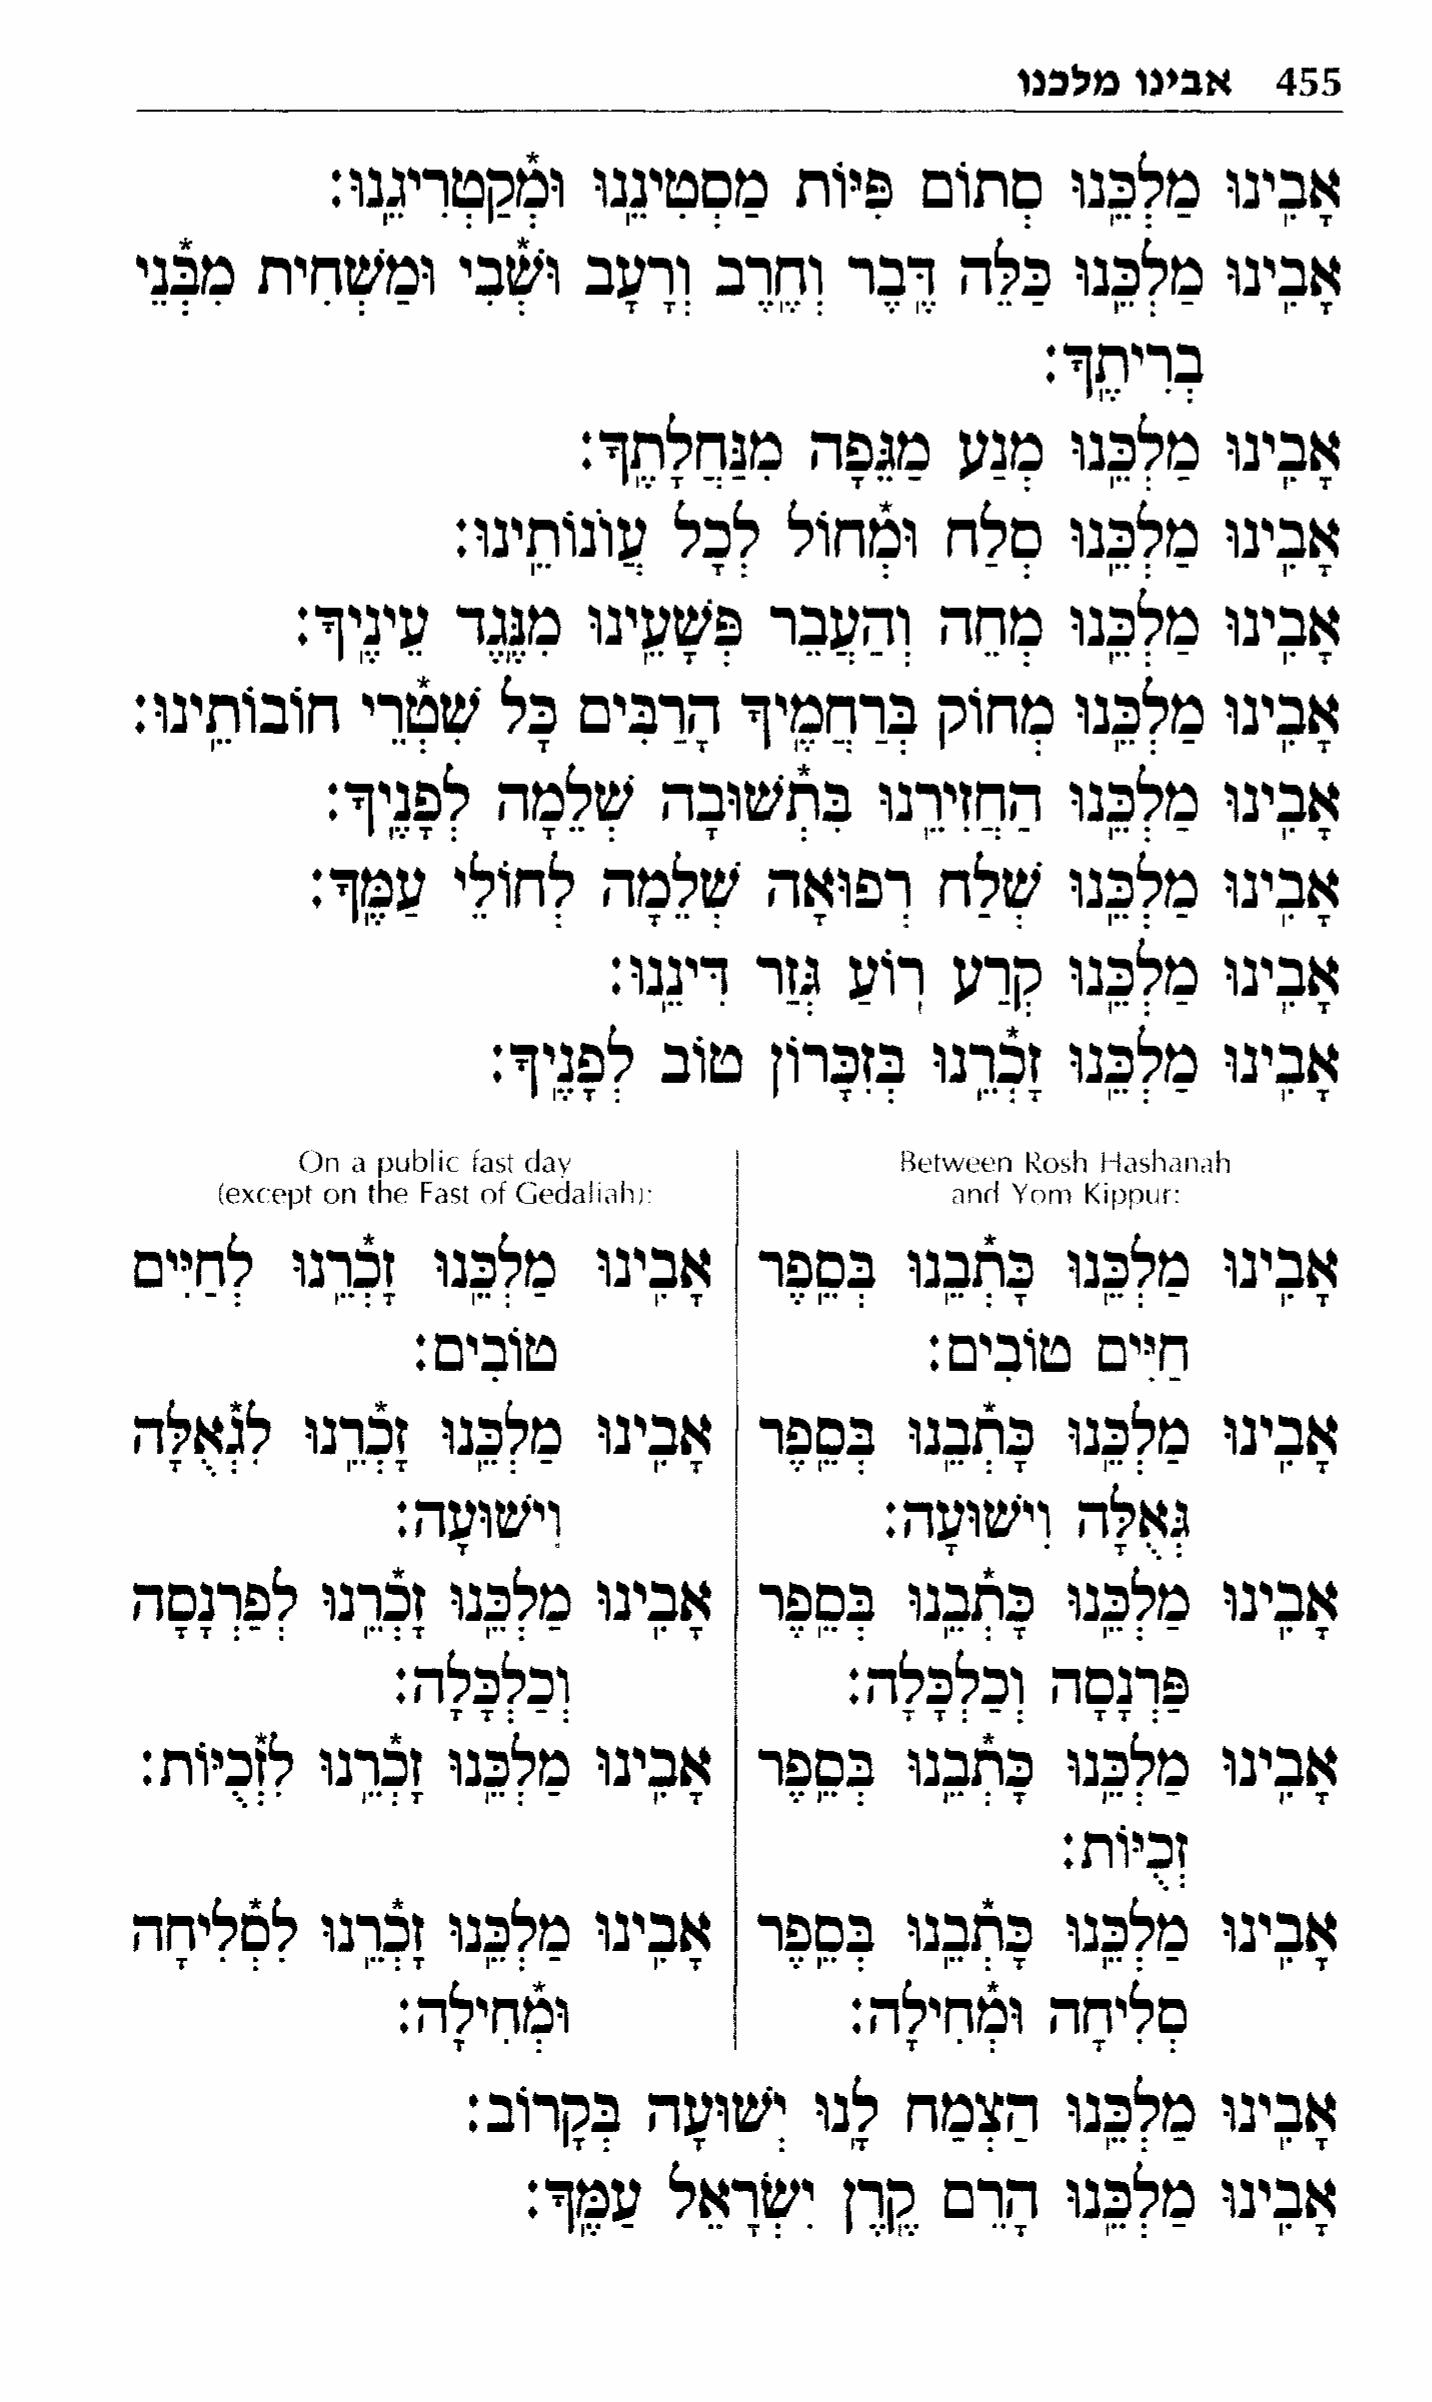 455 אבינו מלכנו
אָבִֽינוּ מַלְכֵּֽנוּ סְתוֹם פִּיּוֹת מַסְטִינֵֽנוּ וּמְ֯קַטְרִיגֵֽנוּ:
אָבִֽינוּ מַלְכֵּֽנוּ כַּלֵּה דֶּֽבֶר וְחֶֽרֶב וְרָעָב וּשְׁ֯בִי וּמַשְׁחִית מִבְּ֯נֵי
בְרִיתֶֽךָ:
אָבִֽינוּ מַלְכֵּֽנוּ מְנַע מַגֵּפָה מִנַּחֲלָתֶֽךָ:
אָבִֽינוּ מַלְכֵּֽנוּ סְלַח וּמְ֯חוֹל לְכָל עֲוֹנוֹתֵֽינוּ:
אָבִֽינוּ מַלְכֵּֽנוּ מְחֵה וְהַעֲבֵר פְּשָׁעֵֽינוּ מִנֶּֽגֶד עֵינֶֽיךָ:
אָבִֽינוּ מַלְכֵּֽנוּ מְחוֹק בְּרַחֲמֶֽיךָ הָרַבִּים כָּל שִׁטְ֯רֵי חוֹבוֹתֵֽינוּ:
אָבִֽינוּ מַלְכֵּֽנוּ הַחֲזִירֵֽנוּ בִּתְ֯שׁוּבָה שְׁלֵמָה לְפָנֶֽיךָ:
אָבִֽינוּ מַלְכֵּֽנוּ שְׁלַח רְפוּאָה שְׁלֵמָה לְחוֹלֵי עַמֶּֽךָ:
אָבִֽינוּ מַלְכֵּֽנוּ קְרַע רֽוֹעַ גְּזַר דִּינֵֽנוּ:
אָבִֽינוּ מַלְכֵּֽנוּ זָכְ֯רֵֽנוּ בְּזִכָּרוֹן טוֹב לְפָנֶֽיךָ:
Between Rosh Hashanah
and Yom Kippur:
אָבִֽינוּ מַלְכֵּֽנוּ כָּתְ֯בֵֽנוּ בְּסֵֽפֶר
חַיִּים טוֹבִים:
אָבִֽינוּ מַלְכֵּֽנוּ כָּתְ֯בֵֽנוּ בְּסֵֽפֶר
גְּאֻלָּה וִישׁוּעָה:
אָבִֽינוּ מַלְכֵּֽנוּ כָּתְ֯בֵֽנוּ בְּסֵֽפֶר
פַּרְנָסָה וְכַלְכָּלָה:
אָבִֽינוּ מַלְכֵּֽנוּ כָּתְ֯בֵֽנוּ בְּסֵֽפֶר
זְכֻיּוֹת:
אָבִֽינוּ מַלְכֵּֽנוּ כָּתְ֯בֵֽנוּ בְּסֵֽפֶר
סְלִיחָה וּמְ֯חִילָה:
On a public fast day
(except on the Fast of Gedaliah):
אָבִֽינוּ מַלְכֵּֽנוּ זָכְ֯רֵֽנוּ לְחַיִּים
טוֹבִים:
אָבִֽינוּ מַלְכֵּֽנוּ זָכְ֯רֵֽנוּ לִגְ֯אֻלָּה
וִישׁוּעָה:
אָבִֽינוּ מַלְכֵּֽנוּ זָכְ֯רֵֽנוּ לְפַרְנָסָה
וְכַלְכָּלָה:
אָבִֽינוּ מַלְכֵּֽנוּ זָכְ֯רֵֽנוּ לִזְ֯כֻיּוֹת:
אָבִֽינוּ מַלְכֵּֽנוּ זָכְ֯רֵֽנוּ לִסְ֯לִיחָה
וּמְ֯חִילָה:
אָבִֽינוּ מַלְכֵּֽנוּ הַצְמַח לָֽנוּ יְשׁוּעָה בְּקָרוֹב:
אָבִֽינוּ מַלְכֵּֽנוּ הָרֵם קֶֽרֶן יִשְׂרָאֵל עַמֶּֽךָ: